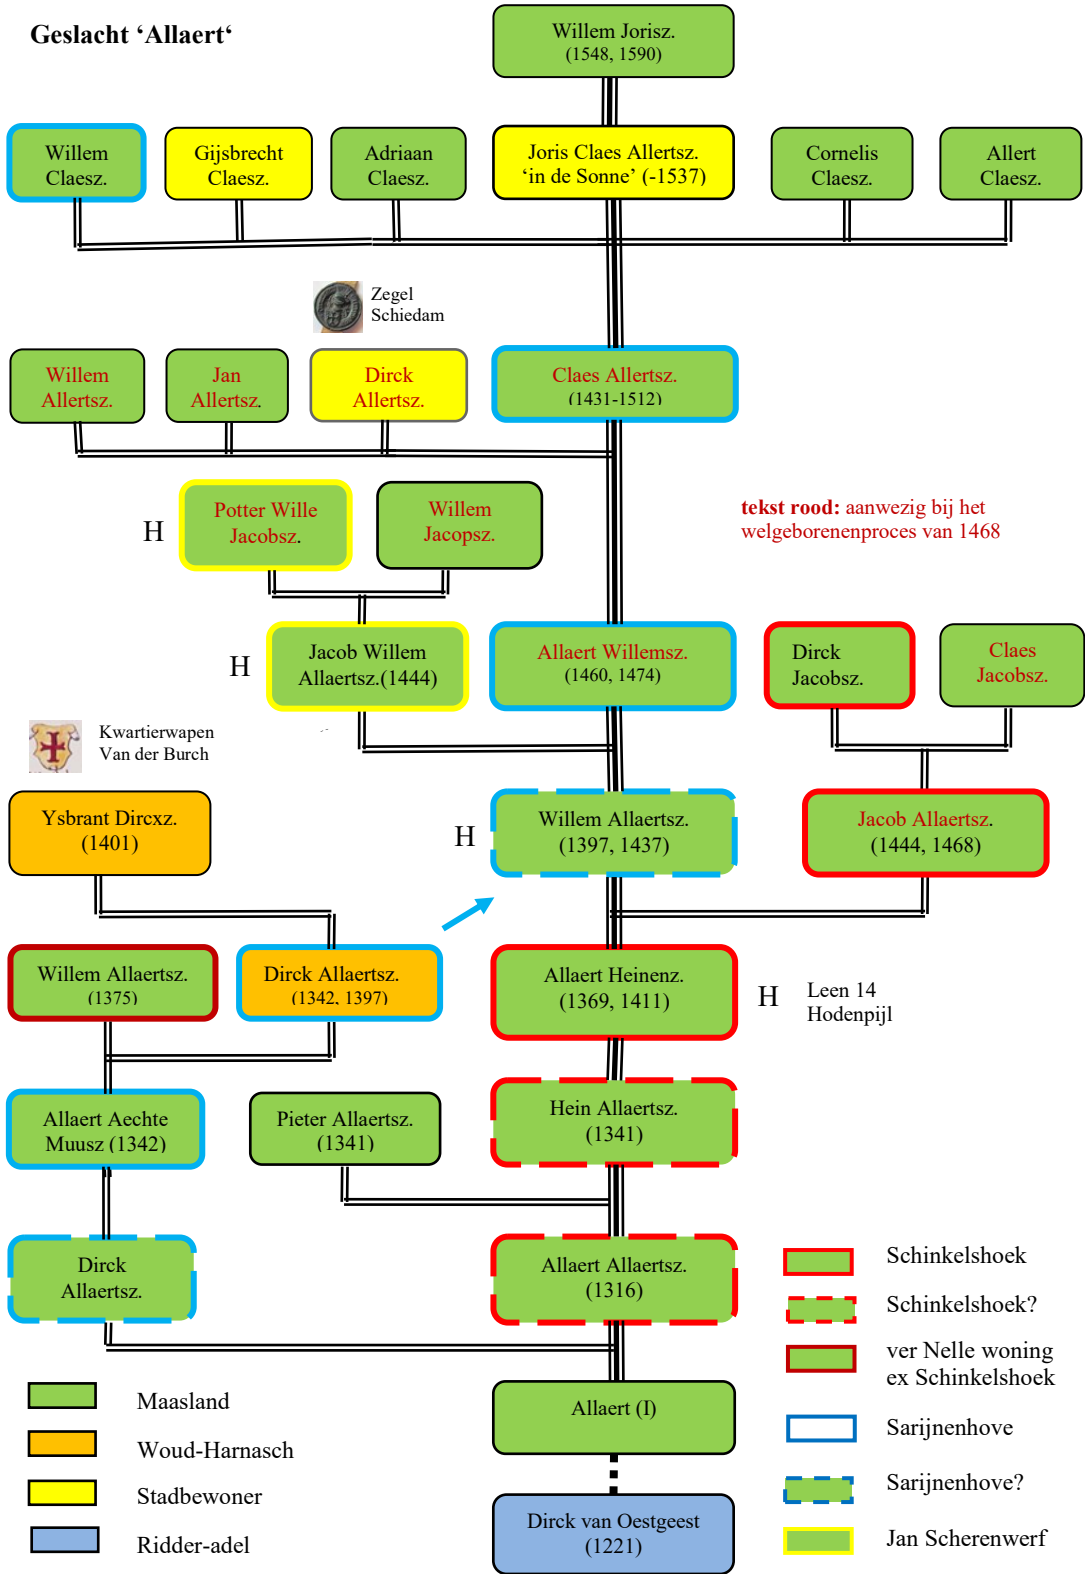 Geslacht ‘Allaert‘
Willem Jorisz.
(1548, 1590)
Willem
Claesz.
Gijsbrecht
Claesz.
Adriaan
Claesz.
Joris Claes Allertsz.
‘in de Sonne’ (-1537)
Cornelis
Claesz.
Allert
Claesz.
Zegel
Schiedam
Willem
Allertsz.
Jan
Allertsz.
Dirck
Allertsz.
Claes Allertsz.
(1431-1512)
H
Potter Wille
Jacobsz.
Willem
Jacopsz.
tekst rood: aanwezig bij het
welgeborenenproces van 1468
H
Jacob Willem
Allaertsz.(1444)
Allaert Willemsz.
(1460, 1474)
Dirck
Jacobsz.
Claes
Jacobsz.
Kwartierwapen
Van der Burch
Ysbrant Dircxz.
(1401)
H
Willem Allaertsz.
(1397, 1437)
Jacob Allaertsz.
(1444, 1468)
Willem Allaertsz.
(1375)
Dirck Allaertsz.
(1342, 1397)
Allaert Heinenz.
(1369, 1411)
H
Leen 14
Hodenpijl
Allaert Aechte
Muusz (1342)
Pieter Allaertsz.
(1341)
Hein Allaertsz.
(1341)
Dirck
Allaertsz.
Allaert Allaertsz.
(1316)
Allaert (I)
Dirck van Oestgeest
(1221)
Maasland
Woud-Harnasch
Stadbewoner
Ridder-adel
Schinkelshoek
Schinkelshoek?
ver Nelle woning
ex Schinkelshoek
Sarijnenhove
Sarijnenhove?
Jan Scherenwerf